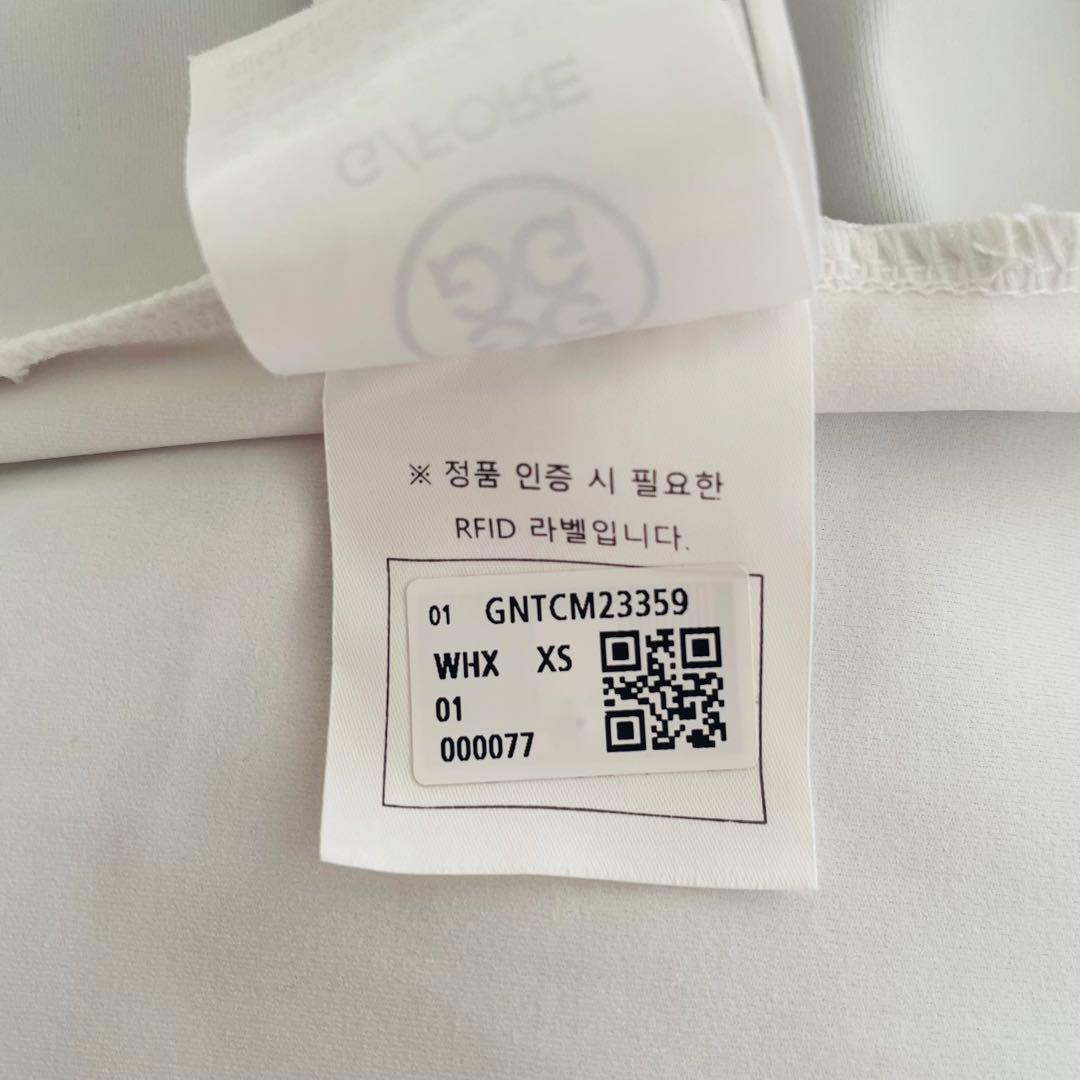 G/FORE
※ 정품 인증 시 필요한
RFID 라벨입니다.
01 GNTCM23359
WHX XS
01
000077